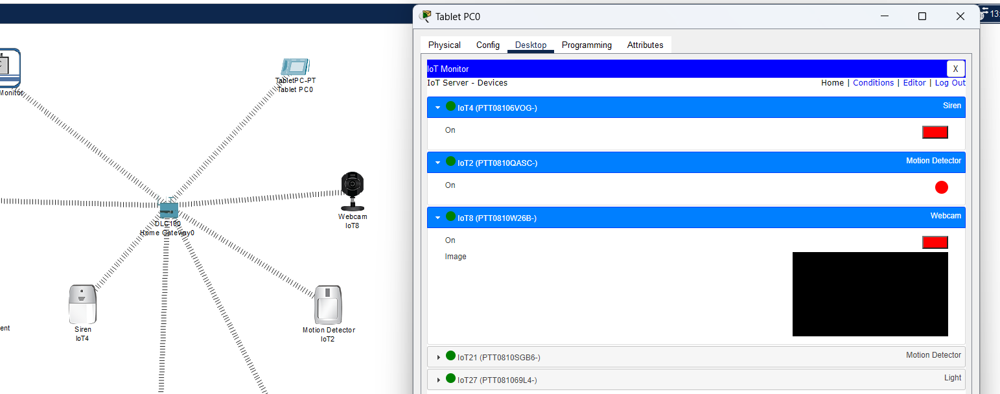 Tablet PC0
13:
Physical Config Desktop Programming Attributes
IoT Monitor X
IoT Server - Devices Home | Conditions | Editor | Log Out
IoT4 (PTT08106VOG-) Siren
On
IoT2 (PTT0810QASC-) Motion Detector
On
IoT8 (PTT0810W26B-) Webcam
On
Image
IoT21 (PTT0810SGB6-) Motion Detector
IoT27 (PTT081069L4-) Light
E
C
Monitor
TabletPC-PT
Tablet PC0
Webcam
IoT8
DLC100
Home Gateway0
Siren
IoT4
Motion Detector
IoT2
ent